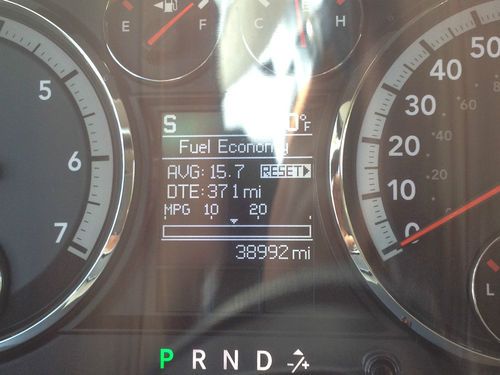 E F C H
S 0°F
Fuel Economy
AVG: 15.7 RESET
DTE: 371 mi
MPG 10 20
38992 mi
5
6
7
50
40
30
20
10
0
L
P R N D -/+